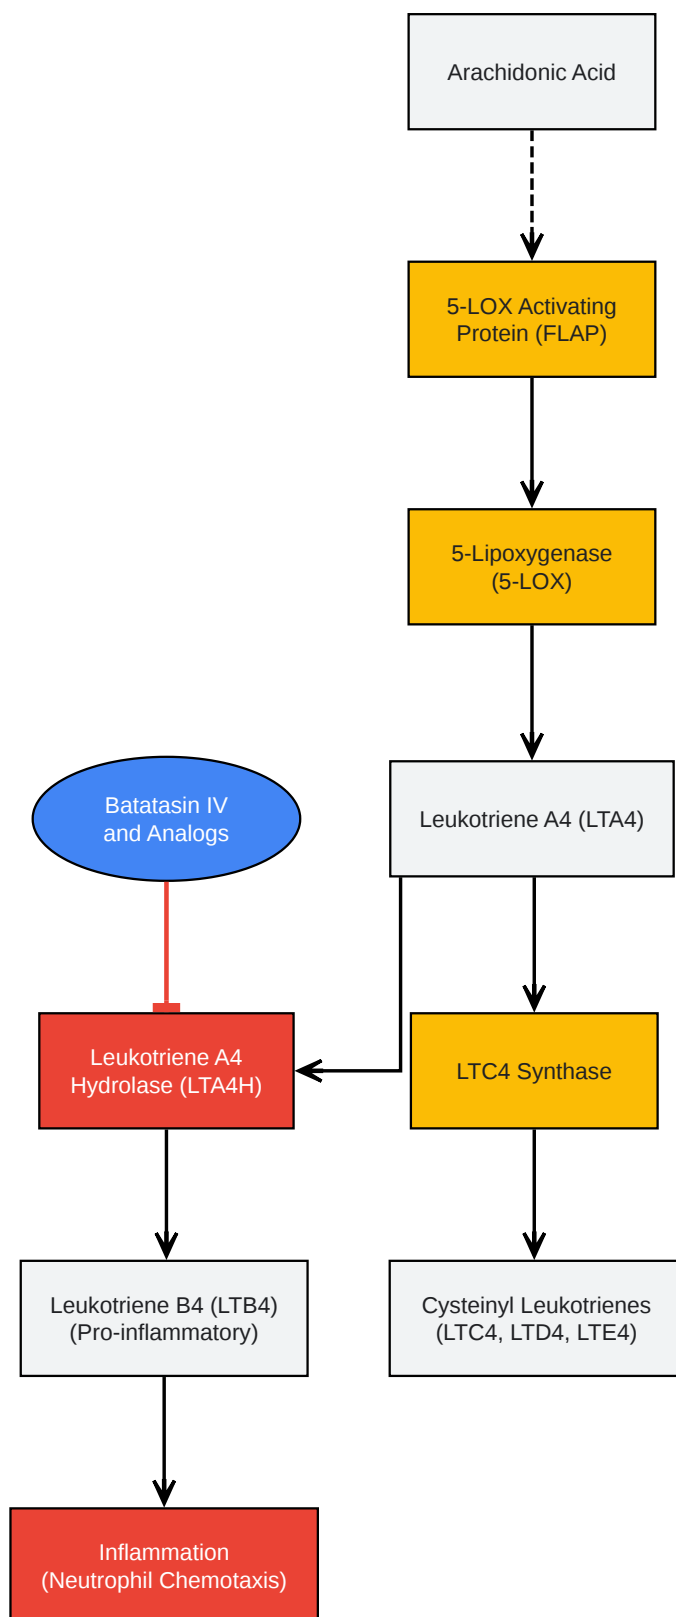 Arachidonic Acid
5-LOX Activating
Protein (FLAP)
5-Lipoxygenase
(5-LOX)
Batatasin IV
and Analogs
Leukotriene A4 (LTA4)
Leukotriene A4
Hydrolase (LTA4H)
LTC4 Synthase
Leukotriene B4 (LTB4)
(Pro-inflammatory)
Cysteinyl Leukotrienes
(LTC4, LTD4, LTE4)
Inflammation
(Neutrophil Chemotaxis)